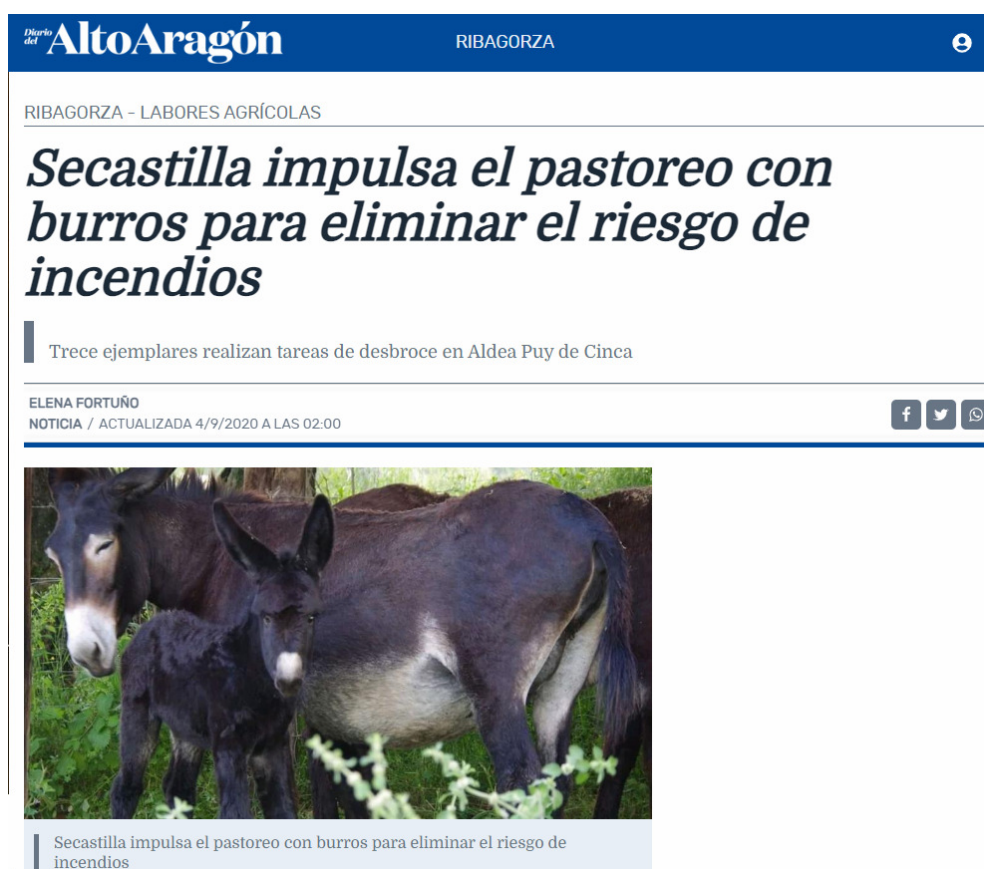 Diario del AltoAragón
RIBAGORZA
RIBAGORZA - LABORES AGRÍCOLAS
Secastilla impulsa el pastoreo con
burros para eliminar el riesgo de
incendios
Trece ejemplares realizan tareas de desbroce en Aldea Puy de Cinca
ELENA FORTUÑO
NOTICIA / ACTUALIZADA 4/9/2020 A LAS 02:00
Secastilla impulsa el pastoreo con burros para eliminar el riesgo de
incendios